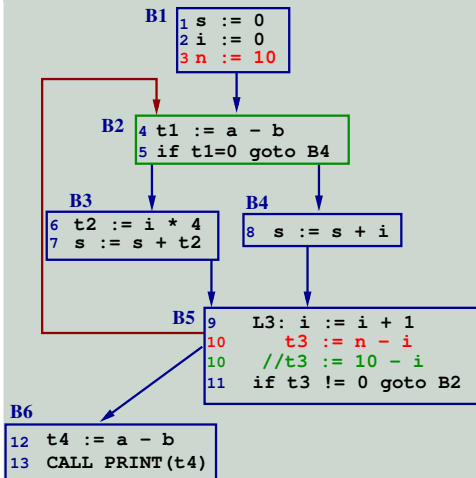 B1
1 s := 0
2 i := 0
3 n := 10
B2
4 t1 := a - b
5 if t1=0 goto B4
B3
6 t2 := i * 4
7 s := s + t2
B4
8 s := s + i
B5
9 L3: i := i + 1
10 t3 := n - i
10 //t3 := 10 - i
11 if t3 != 0 goto B2
B6
12 t4 := a - b
13 CALL PRINT(t4)